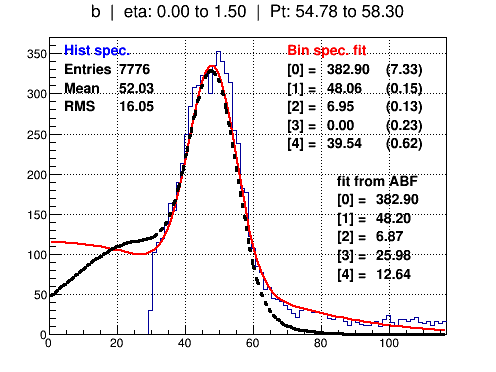 b | eta: 0.00 to 1.50 | Pt: 54.78 to 58.30
Hist spec.
Entries 7776
Mean 52.03
RMS 16.05
Bin spec. fit
[0] = 382.90 (7.33)
[1] = 48.06 (0.15)
[2] = 6.95 (0.13)
[3] = 0.00 (0.23)
[4] = 39.54 (0.62)
fit from ABF
[0] = 382.90
[1] = 48.20
[2] = 6.87
[3] = 25.98
[4] = 12.64
350
300
250
200
150
100
50
0
0 20 40 60 80 100